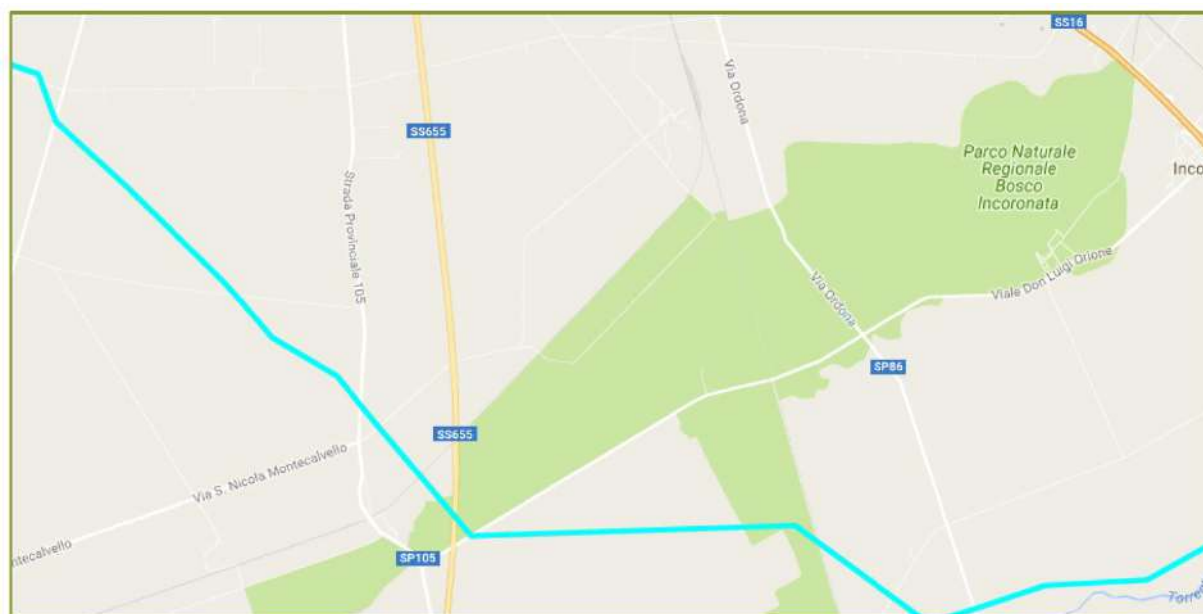 SS16
Via Ordona
SS655
Parco Naturale
Regionale
Bosco
Incoronata
Inco
Strada Provinciale 105
Viale Don Luigi Orione
Via Ordona
SP86
SS655
Via S. Nicola Montecalvello
ntecalvello
SP105
Torre